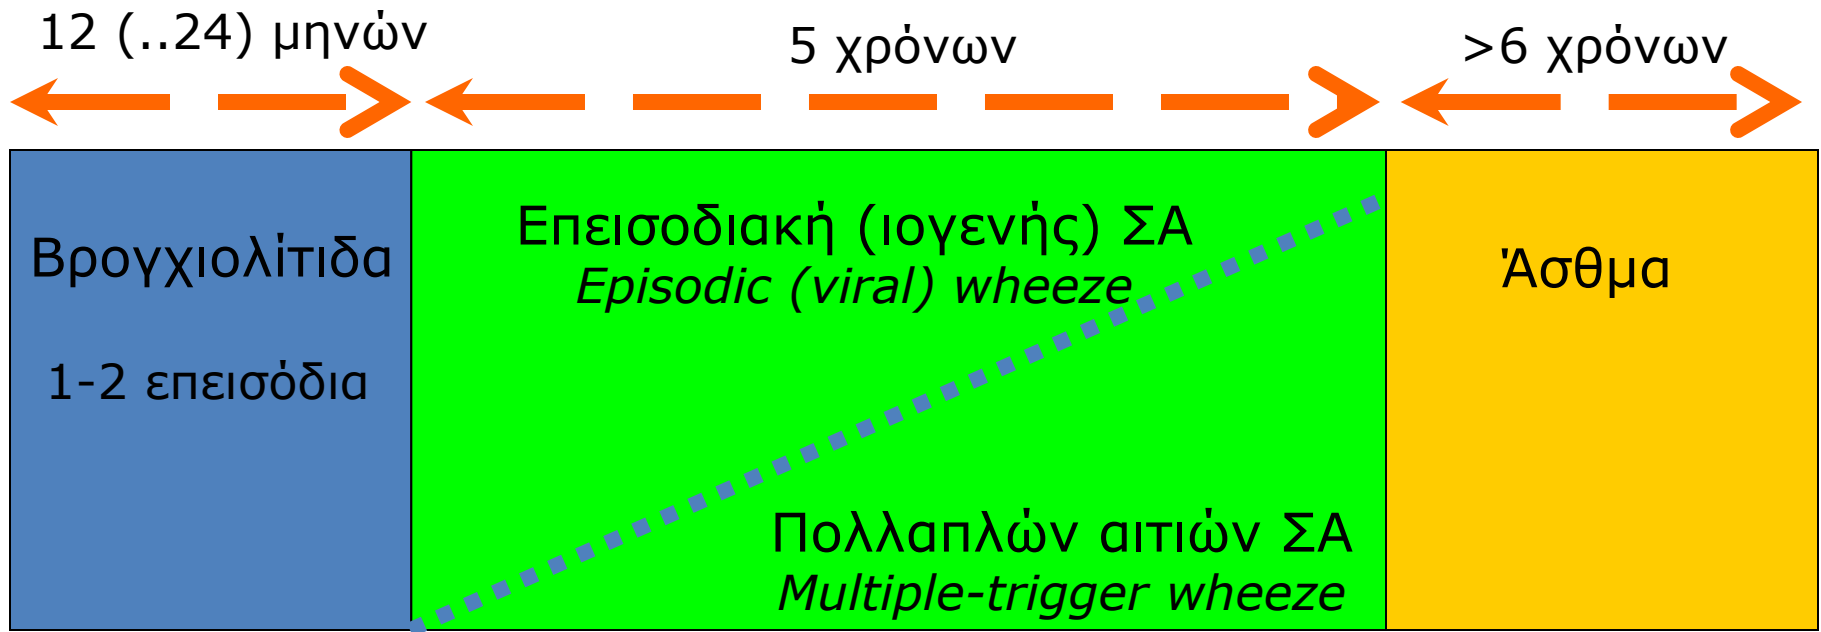 12 (..24) μηνών
5 χρόνων
>6 χρόνων
Βρογχιολίτιδα
1-2 επεισόδια
Επεισοδιακή (ιογενής) ΣΑ
Episodic (viral) wheeze
Πολλαπλών αιτιών ΣΑ
Multiple-trigger wheeze
Άσθμα